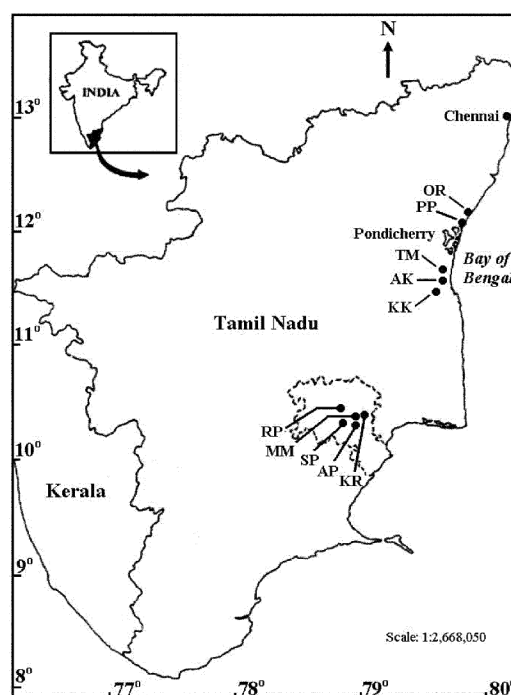 N
INDIA
13°
Chennai
OR
PP
12°
Pondicherry
TM
Bay of
Bengal
AK
KK
11°
Tamil Nadu
RP
MM
SP
AP
KR
10°
Kerala
9°
Scale: 1:2,668,050
8°
77°
78°
79°
80°